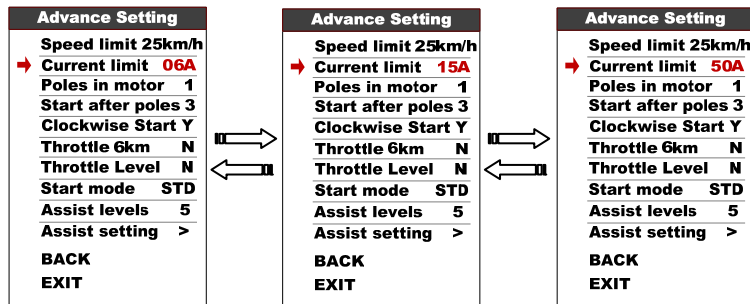 Advance Setting
Speed limit 25km/h
Current limit 06A
Poles in motor 1
Start after poles 3
Clockwise Start Y
Throttle 6km N
Throttle Level N
Start mode STD
Assist levels 5
Assist setting >
BACK
EXIT
Advance Setting
Speed limit 25km/h
Current limit 15A
Poles in motor 1
Start after poles 3
Clockwise Start Y
Throttle 6km N
Throttle Level N
Start mode STD
Assist levels 5
Assist setting >
BACK
EXIT
Advance Setting
Speed limit 25km/h
Current limit 50A
Poles in motor 1
Start after poles 3
Clockwise Start Y
Throttle 6km N
Throttle Level N
Start mode STD
Assist levels 5
Assist setting >
BACK
EXIT